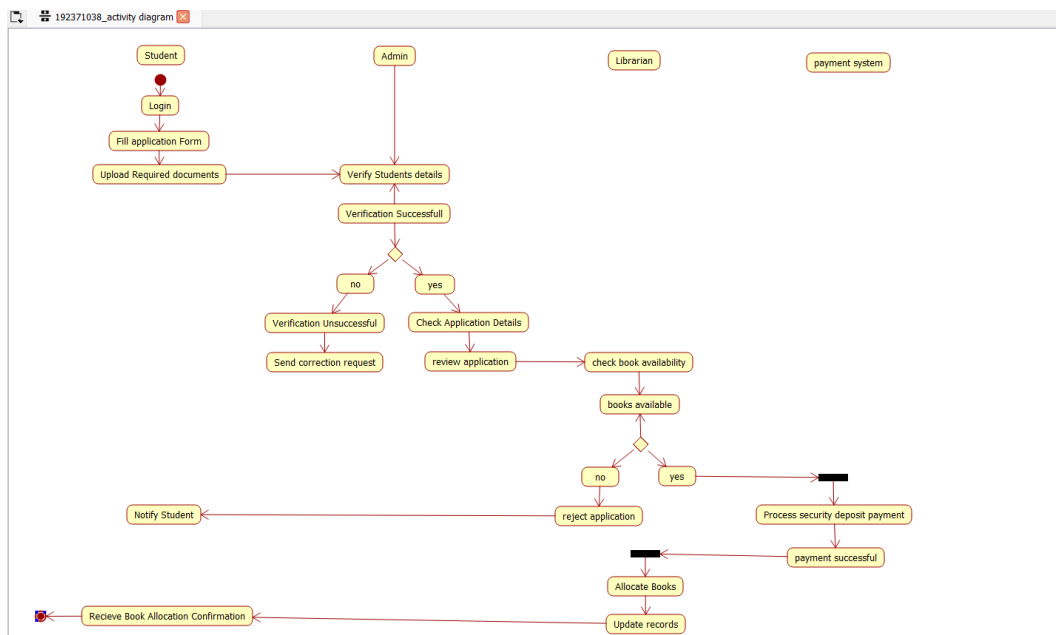 192371038_activity diagram
Student
Admin
Librarian
payment system
Login
Fill application Form
Upload Required documents
Verify Students details
Verification Successfull
no
yes
Verification Unsuccessful
Check Application Details
Send correction request
review application
check book availability
books available
no
yes
Notify Student
reject application
Process security deposit payment
payment successful
Allocate Books
Recieve Book Allocation Confirmation
Update records